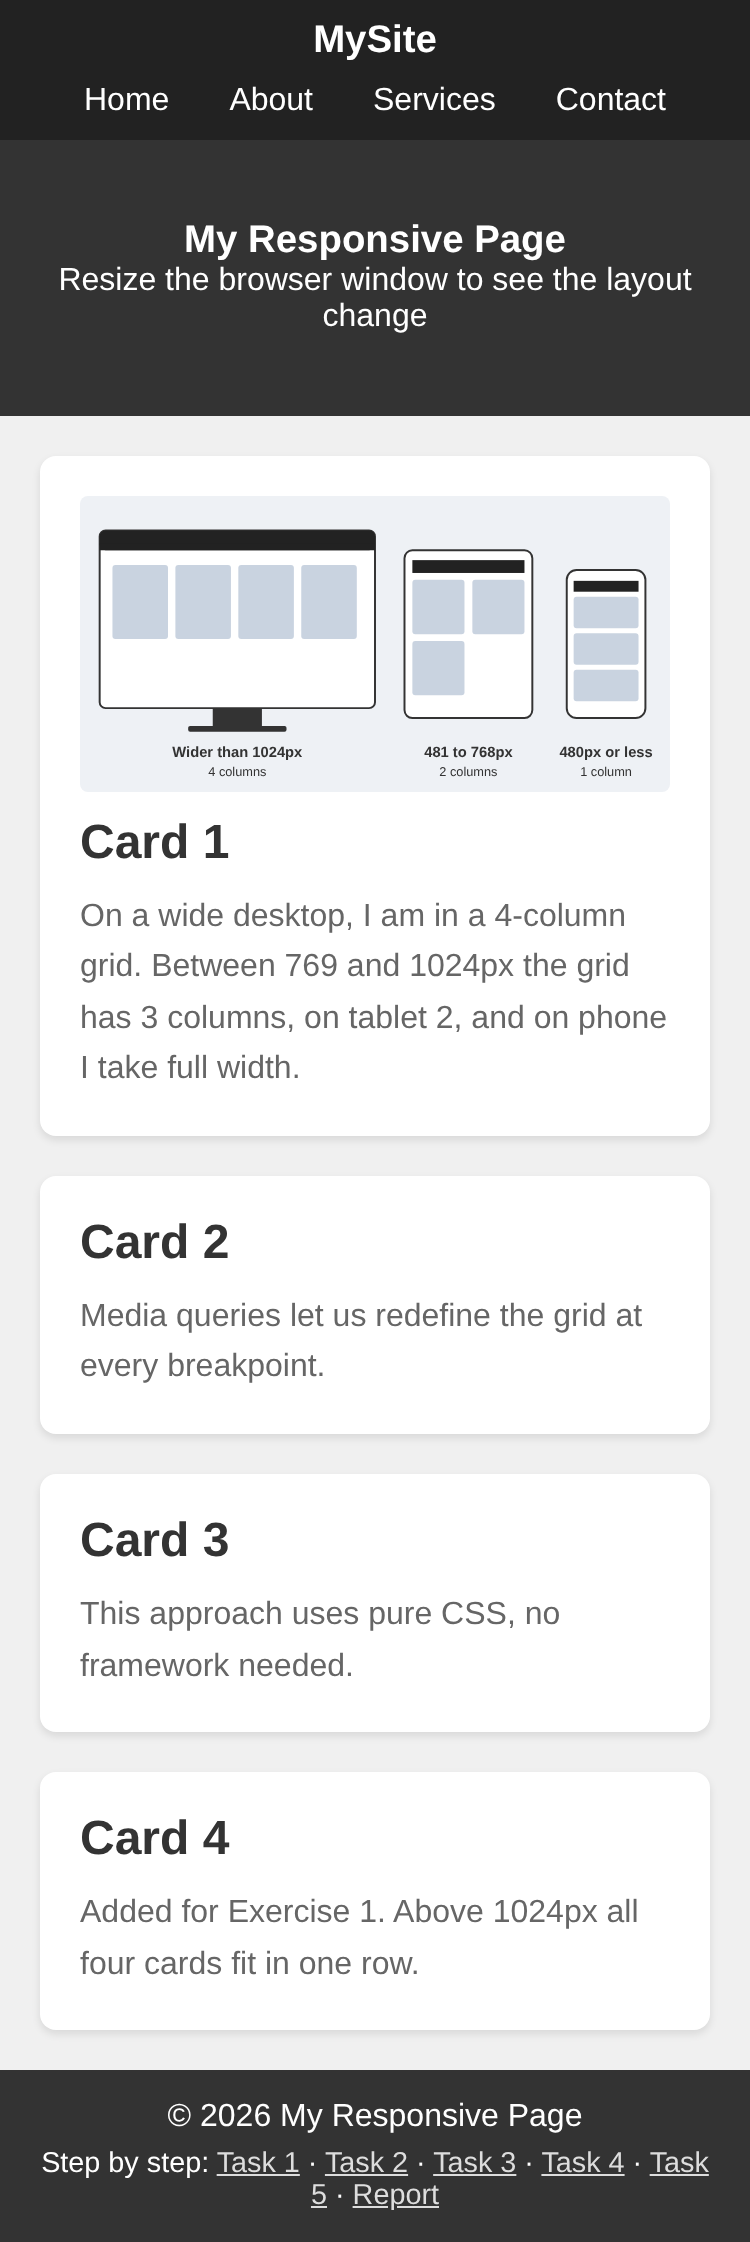 MySite
Home About Services Contact
My Responsive Page
Resize the browser window to see the layout
change
Wider than 1024px
4 columns
481 to 768px
2 columns
480px or less
1 column
Card 1
On a wide desktop, I am in a 4-column
grid. Between 769 and 1024px the grid
has 3 columns, on tablet 2, and on phone
I take full width.
Card 2
Media queries let us redefine the grid at
every breakpoint.
Card 3
This approach uses pure CSS, no
framework needed.
Card 4
Added for Exercise 1. Above 1024px all
four cards fit in one row.
© 2026 My Responsive Page
Step by step: Task 1 · Task 2 · Task 3 · Task 4 · Task
5 · Report